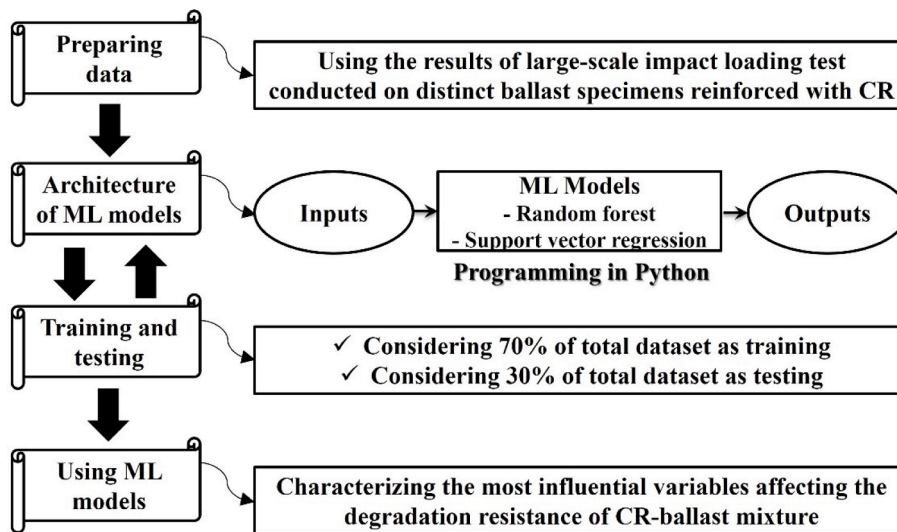 Preparing
data
Using the results of large-scale impact loading test
conducted on distinct ballast specimens reinforced with CR
Architecture
of ML models
Inputs
ML Models
- Random forest
- Support vector regression
Outputs
Programming in Python
Training and
testing
✓ Considering 70% of total dataset as training
✓ Considering 30% of total dataset as testing
Using ML
models
Characterizing the most influential variables affecting the
degradation resistance of CR-ballast mixture